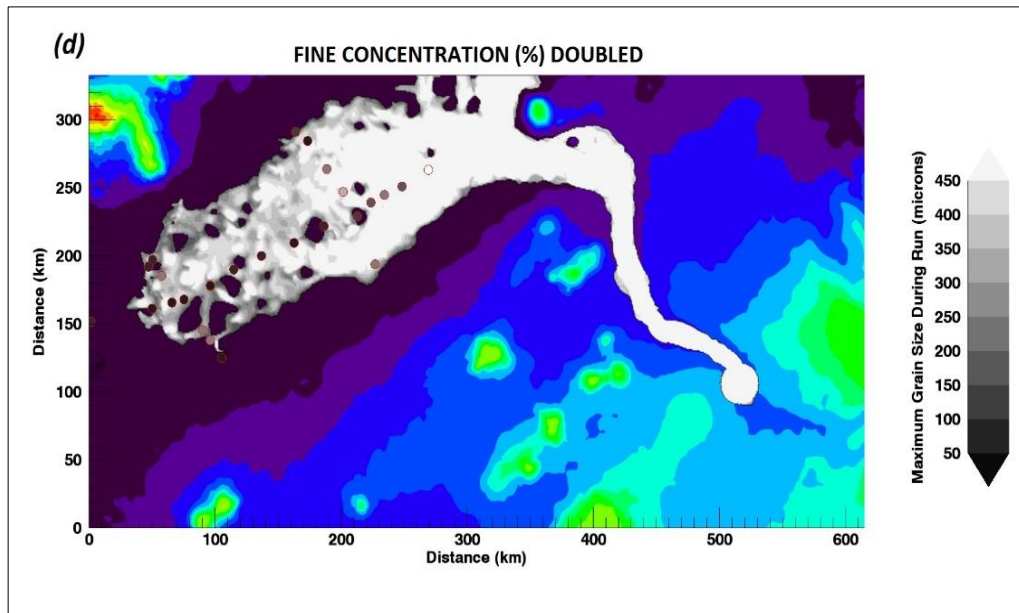 (d)
FINE CONCENTRATION (%) DOUBLED
300
250
200
150
100
50
0
Distance (km)
0 100 200 300 400 500 600
Distance (km)
Maximum Grain Size During Run (microns)
450
400
350
300
250
200
150
100
50